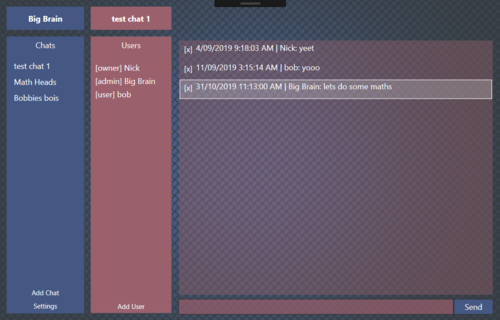 Big Brain
test chat 1
Chats
Users
test chat 1
Math Heads
Bobbies bois
[owner] Nick
[admin] Big Brain
[user] bob
[x] 4/09/2019 9:18:03 AM | Nick: yeet
[x] 11/09/2019 3:15:14 AM | bob: yooo
[x] 31/10/2019 11:13:00 AM | Big Brain: lets do some maths
Add Chat
Settings
Add User
Send